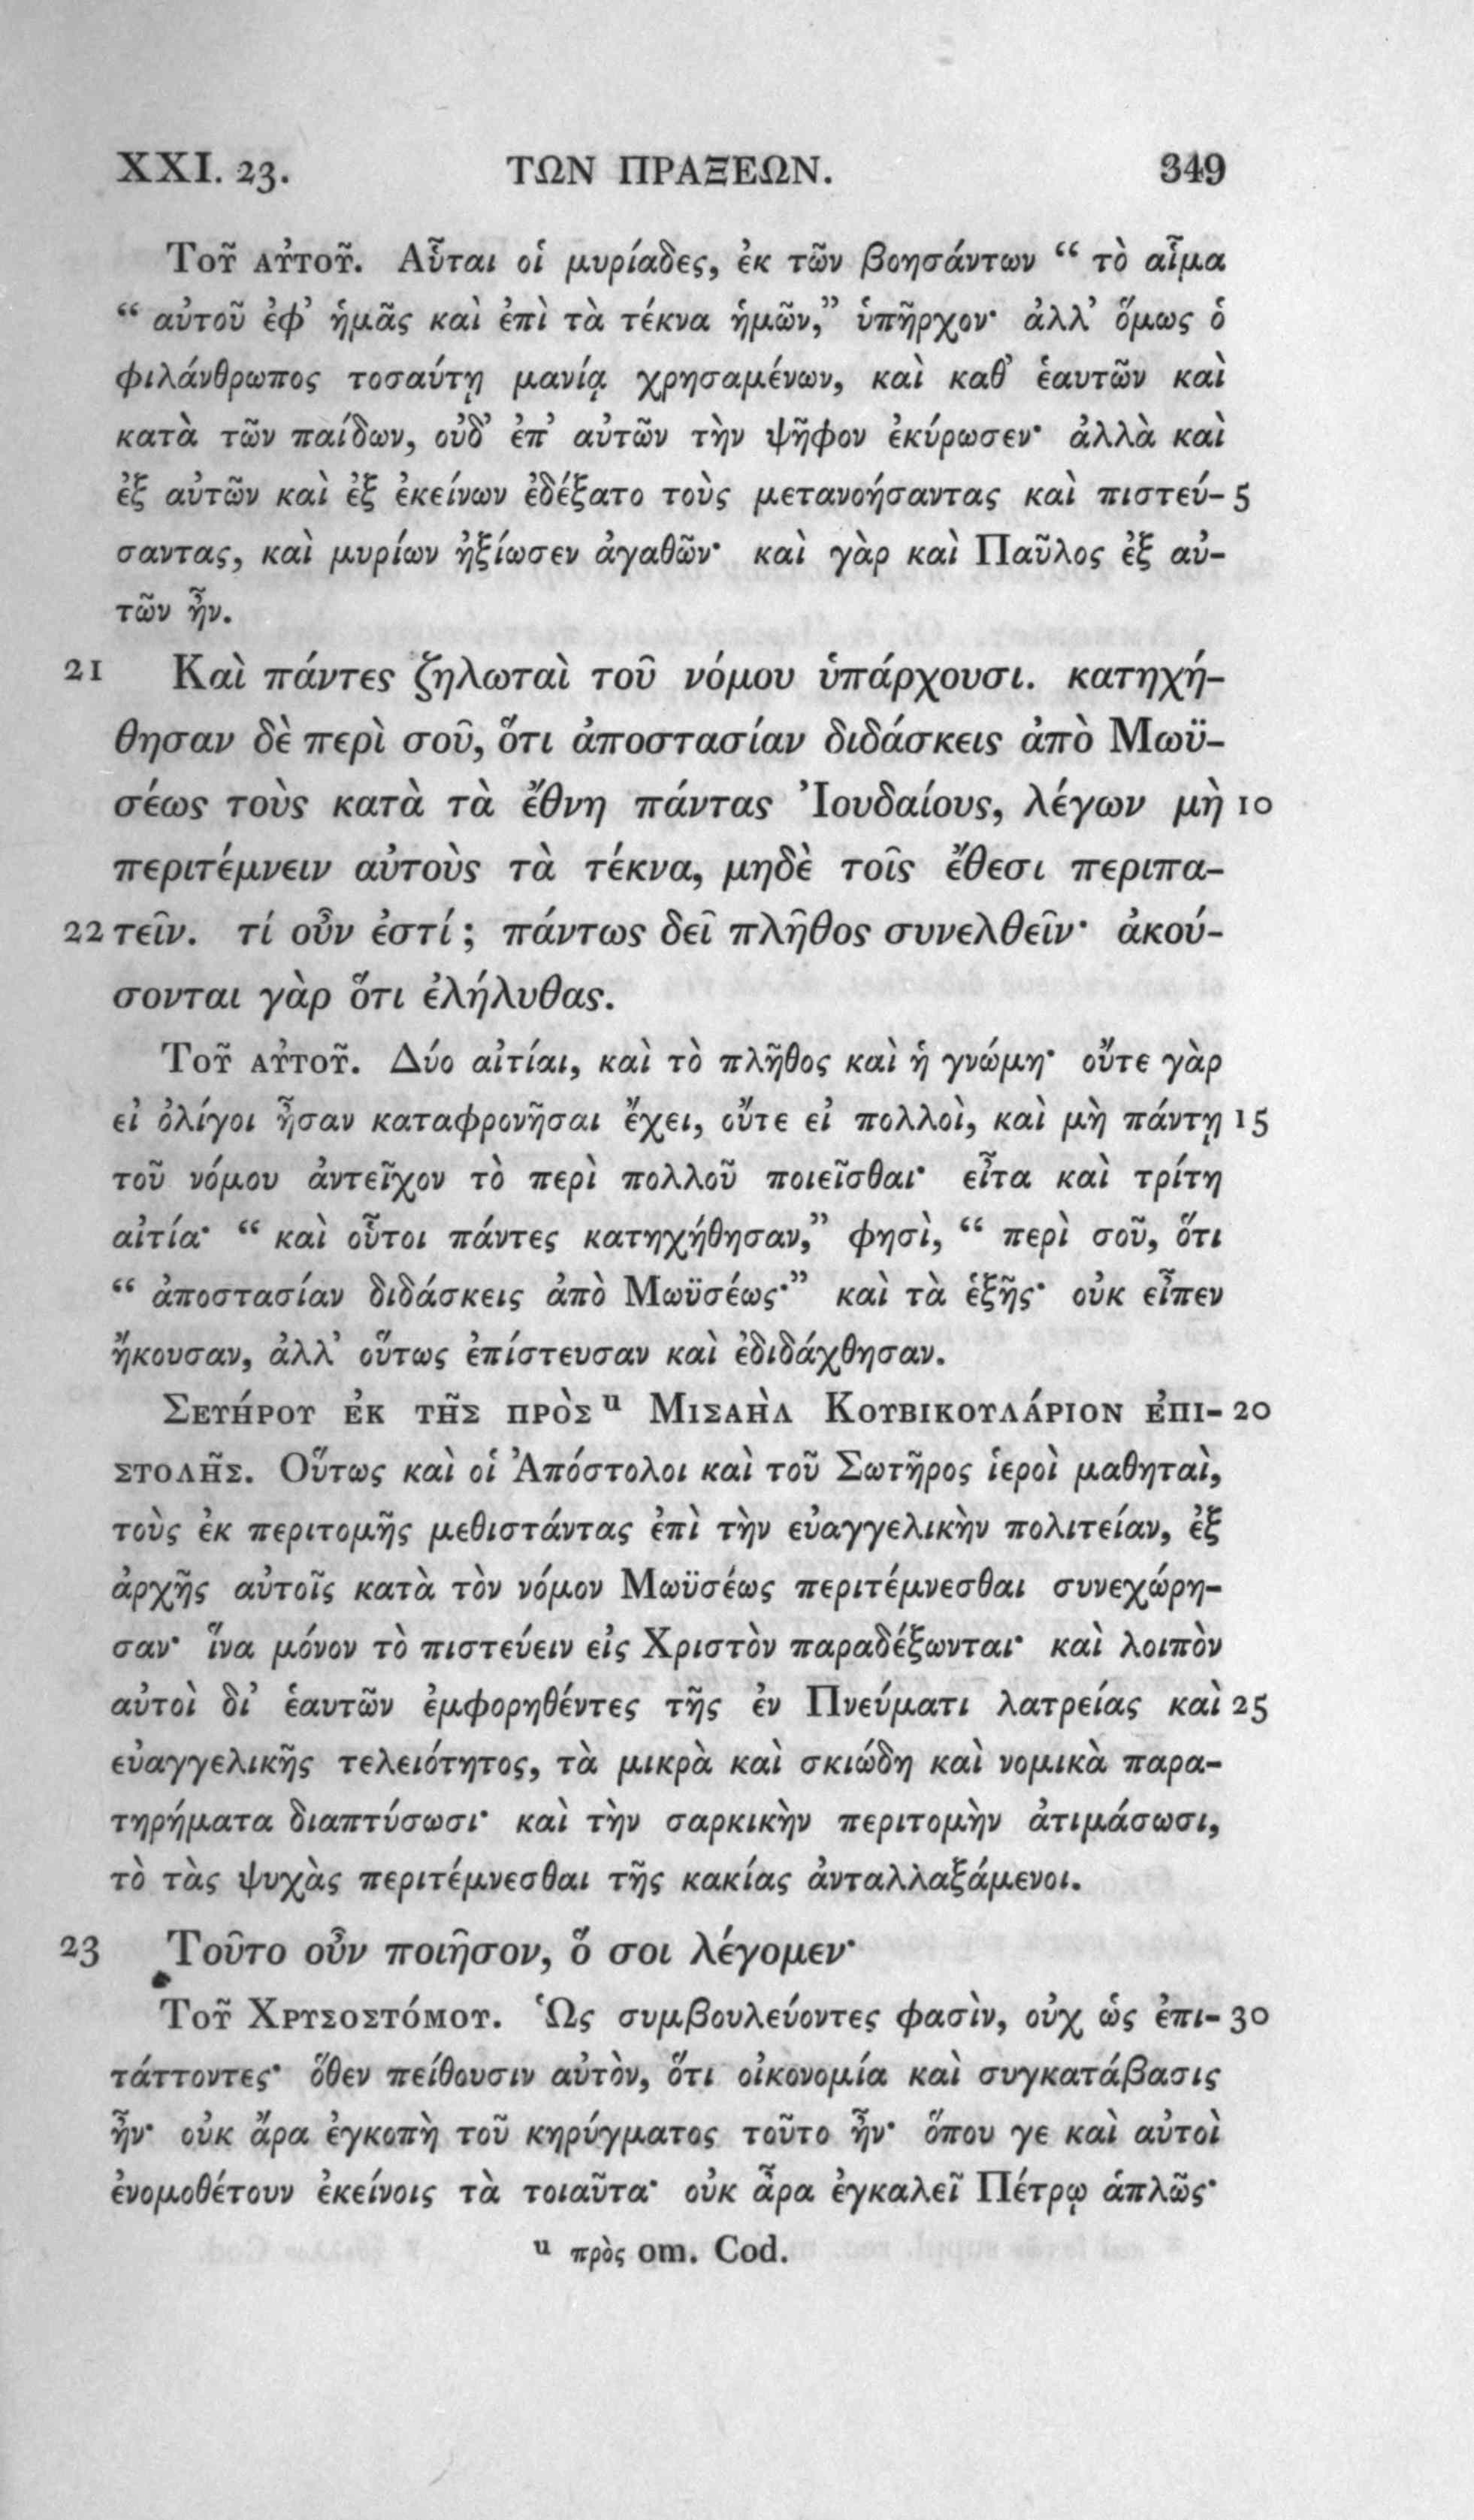 XXI. 23. ΤΩΝ ΠΡΑΞΕΩΝ. 349
Τοῦ αὐτοῦ. Αὗται οἱ μυρίαδες, ἐκ τῶν βοησάντων “ τὸ αἷμα
“ αὐτοῦ ἐφ’ ἡμᾶς καὶ ἐπὶ τὰ τέκνα ἡμῶν,” ὑπῆρχον· ἀλλ’ ὅμως ὁ
φιλάνθρωπος τοσαύτῃ μανίᾳ χρησαμένων, καὶ καθ’ ἑαυτῶν καὶ
κατὰ τῶν παίδων, οὐδ’ ἐπ’ αὐτῶν τὴν ψῆφον ἐκύρωσεν· ἀλλὰ καὶ
ἐξ αὐτῶν καὶ ἐξ ἐκείνων ἐδέξατο τοὺς μετανοήσαντας καὶ πιστεύ- 5
σαντας, καὶ μυρίων ἠξίωσεν ἀγαθῶν· καὶ γὰρ καὶ Παῦλος ἐξ αὐ-
τῶν ἦν.
21 Καὶ πάντες ζηλωταὶ τοῦ νόμου ὑπάρχουσι. κατηχή-
θησαν δὲ περὶ σοῦ, ὅτι ἀποστασίαν διδάσκεις ἀπὸ Μωϋ-
σέως τοὺς κατὰ τὰ ἔθνη πάντας Ἰουδαίους, λέγων μὴ 10
περιτέμνειν αὐτοὺς τὰ τέκνα, μηδὲ τοῖς ἔθεσι περιπα-
22 τεῖν. τί οὖν ἐστί ; πάντως δεῖ πλῆθος συνελθεῖν· ἀκού-
σονται γὰρ ὅτι ἐλήλυθας.
Τοῦ αὐτοῦ. Δύο αἰτίαι, καὶ τὸ πλῆθος καὶ ἡ γνώμη· οὔτε γὰρ
εἰ ὀλίγοι ἦσαν καταφρονῆσαι ἔχει, οὔτε εἰ πολλοὶ, καὶ μὴ πάντῃ 15
τοῦ νόμου ἀντεῖχον τὸ περὶ πολλοῦ ποιεῖσθαι· εἶτα καὶ τρίτη
αἰτία· “ καὶ οὗτοι πάντες κατηχήθησαν,” φησὶ, “ περὶ σοῦ, ὅτι
“ ἀποστασίαν διδάσκεις ἀπὸ Μωϋσέως·” καὶ τὰ ἑξῆς· οὐκ εἶπεν
ἤκουσαν, ἀλλ’ οὕτως ἐπίστευσαν καὶ ἐδιδάχθησαν.
Σευήρου ἐκ τῆς πρὸς ᵘ Μισαὴλ Κουβικουλάριον ἐπι- 20
στολῆς. Οὕτως καὶ οἱ Ἀπόστολοι καὶ τοῦ Σωτῆρος ἱεροὶ μαθηταὶ,
τοὺς ἐκ περιτομῆς μεθιστάντας ἐπὶ τὴν εὐαγγελικὴν πολιτείαν, ἐξ
ἀρχῆς αὐτοῖς κατὰ τὸν νόμον Μωϋσέως περιτέμνεσθαι συνεχώρη-
σαν· ἵνα μόνον τὸ πιστεύειν εἰς Χριστὸν παραδέξωνται· καὶ λοιπὸν
αὐτοὶ δι’ ἑαυτῶν ἐμφορηθέντες τῆς ἐν Πνεύματι λατρείας καὶ 25
εὐαγγελικῆς τελειότητος, τὰ μικρὰ καὶ σκιώδη καὶ νομικὰ παρα-
τηρήματα διαπτύσωσι· καὶ τὴν σαρκικὴν περιτομὴν ἀτιμάσωσι,
τὸ τὰς ψυχὰς περιτέμνεσθαι τῆς κακίας ἀνταλλαξάμενοι.
23 Τοῦτο οὖν ποιῆσον, ὅ σοι λέγομεν·
Τοῦ Χρυσοστόμου. Ὡς συμβουλεύοντες φασὶν, οὐχ ὡς ἐπι- 30
τάττοντες· ὅθεν πείθουσιν αὐτὸν, ὅτι οἰκονομία καὶ συγκατάβασις
ἦν· οὐκ ἄρα ἐγκοπὴ τοῦ κηρύγματος τοῦτο ἦν· ὅπου γε καὶ αὐτοὶ
ἐνομοθέτουν ἐκείνοις τὰ τοιαῦτα· οὐκ ἆρα ἐγκαλεῖ Πέτρῳ ἁπλῶς·
ᵘ πρὸς om. Cod.